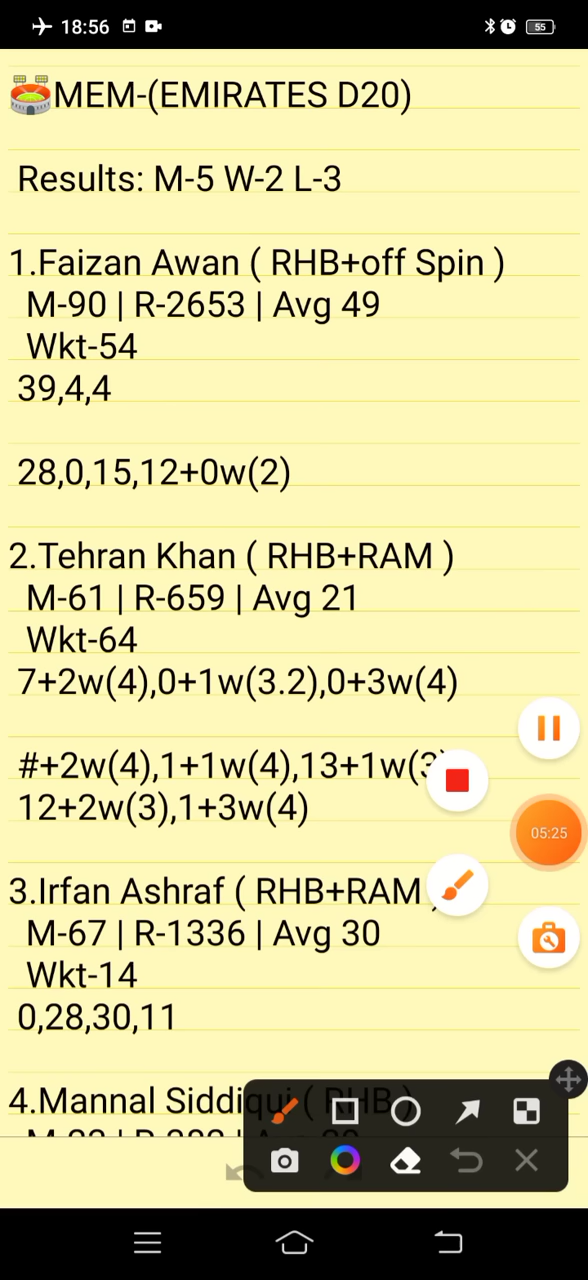 18:56
55
MEM-(EMIRATES D20)
Results: M-5 W-2 L-3
1.Faizan Awan ( RHB+off Spin )
M-90 | R-2653 | Avg 49
Wkt-54
39,4,4
28,0,15,12+0w(2)
2.Tehran Khan ( RHB+RAM )
M-61 | R-659 | Avg 21
Wkt-64
7+2w(4),0+1w(3.2),0+3w(4)
#+2w(4),1+1w(4),13+1w(3
12+2w(3),1+3w(4)
05:25
3.Irfan Ashraf ( RHB+RAM
M-67 | R-1336 | Avg 30
Wkt-14
0,28,30,11
4.Mannal Siddiqui ( RHB )